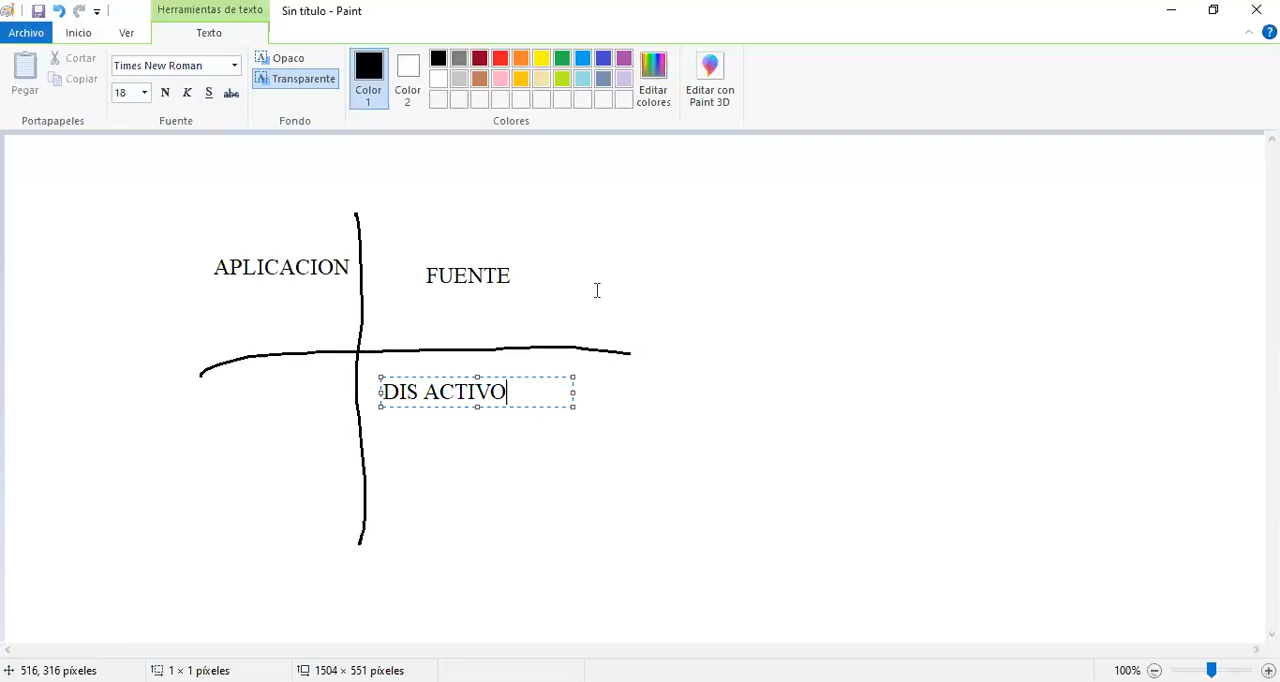 Herramientas de texto
Sin título - Paint
Archivo
Inicio
Ver
Texto
Pegar
Cortar
Copiar
Portapapeles
Times New Roman
18
N K S abc
Fuente
Opaco
Transparente
Fondo
Color 1
Color 2
Colores
Editar colores
Editar con Paint 3D
APLICACION
FUENTE
DIS ACTIVO
516, 316 píxeles
1 × 1 píxeles
1504 × 551 píxeles
100%